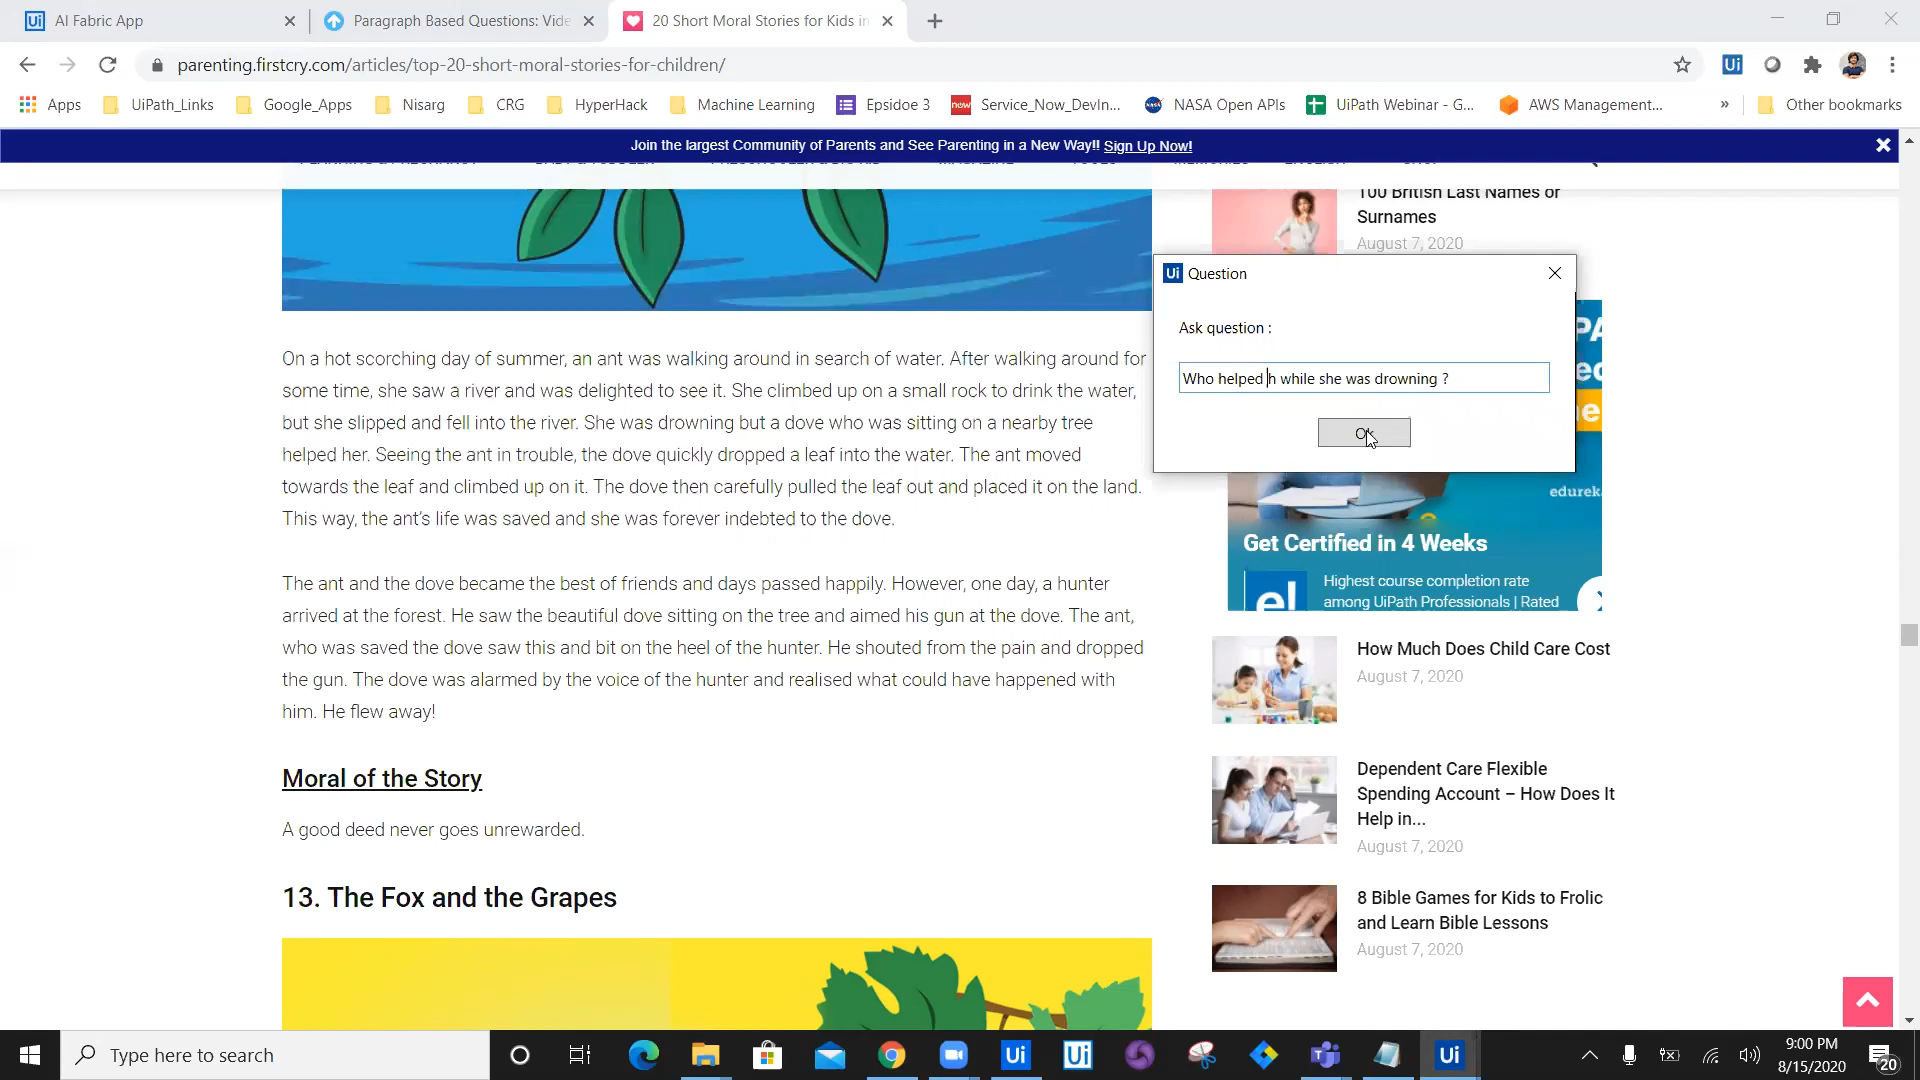 AI Fabric App
Paragraph Based Questions: Vide
20 Short Moral Stories for Kids in
parenting.firstcry.com/articles/top-20-short-moral-stories-for-children/
Apps
UiPath_Links
Google_Apps
Nisarg
CRG
HyperHack
Machine Learning
Epsidoe 3
Service_Now_DevIn...
NASA Open APIs
UiPath Webinar - G...
AWS Management...
»
Other bookmarks
Join the largest Community of Parents and See Parenting in a New Way!! Sign Up Now!
100 British Last Names or
Surnames
August 7, 2020
Ui Question
Ask question :
Who helped h while she was drowning ?
Ok
On a hot scorching day of summer, an ant was walking around in search of water. After walking around for
some time, she saw a river and was delighted to see it. She climbed up on a small rock to drink the water,
but she slipped and fell into the river. She was drowning but a dove who was sitting on a nearby tree
helped her. Seeing the ant in trouble, the dove quickly dropped a leaf into the water. The ant moved
towards the leaf and climbed up on it. The dove then carefully pulled the leaf out and placed it on the land.
This way, the ant’s life was saved and she was forever indebted to the dove.
The ant and the dove became the best of friends and days passed happily. However, one day, a hunter
arrived at the forest. He saw the beautiful dove sitting on the tree and aimed his gun at the dove. The ant,
who was saved the dove saw this and bit on the heel of the hunter. He shouted from the pain and dropped
the gun. The dove was alarmed by the voice of the hunter and realised what could have happened with
him. He flew away!
Moral of the Story
A good deed never goes unrewarded.
13. The Fox and the Grapes
edurek
Get Certified in 4 Weeks
e!
Highest course completion rate
among UiPath Professionals | Rated
How Much Does Child Care Cost
August 7, 2020
Dependent Care Flexible
Spending Account – How Does It
Help in...
August 7, 2020
8 Bible Games for Kids to Frolic
and Learn Bible Lessons
August 7, 2020
Type here to search
9:00 PM
8/15/2020
20